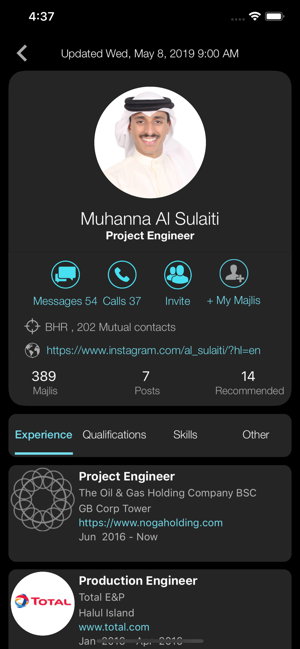 4:37
Updated Wed, May 8, 2019 9:00 AM
Muhanna Al Sulaiti
Project Engineer
Messages 54 Calls 37 Invite + My Majlis
BHR , 202 Mutual contacts
https://www.instagram.com/al_sulaiti/?hl=en
389 7 14
Majlis Posts Recommended
Experience Qualifications Skills Other
Project Engineer
The Oil & Gas Holding Company BSC
GB Corp Tower
https://www.nogaholding.com
Jun 2016 - Now
Production Engineer
TOTAL
Total E&P
Halul Island
www.total.com
Jan 2016 - Apr 2016